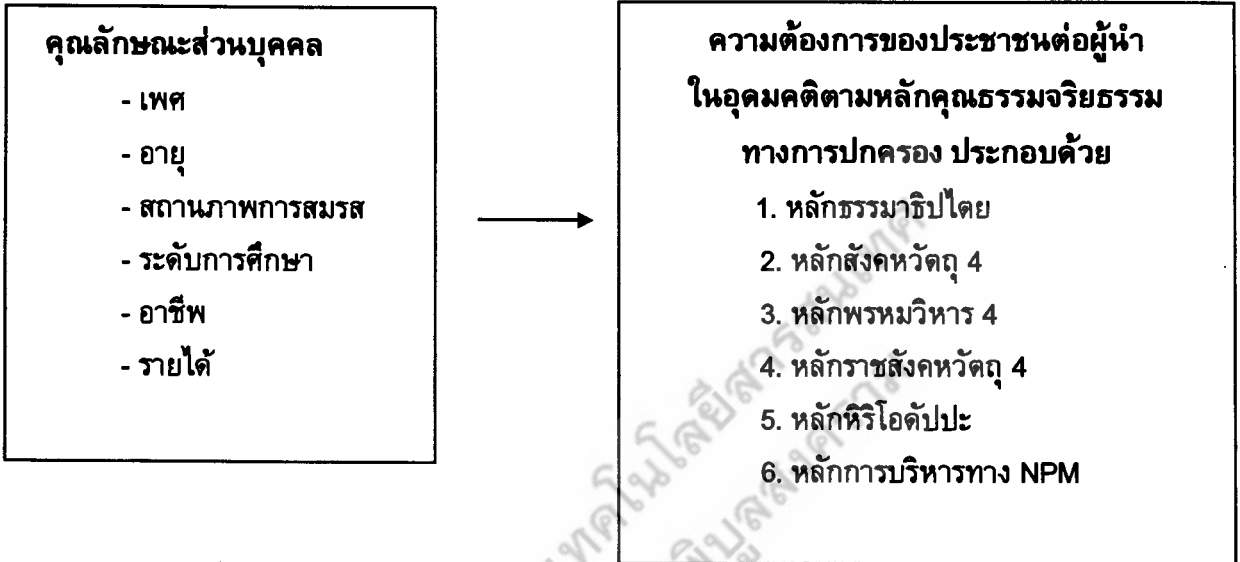 คุณลักษณะส่วนบุคคล
- เพศ
- อายุ
- สถานภาพการสมรส
- ระดับการศึกษา
- อาชีพ
- รายได้
ความต้องการของประชาชนต่อผู้นำ
ในอุดมคติตามหลักคุณธรรมจริยธรรม
ทางการปกครอง ประกอบด้วย
1. หลักธรรมาธิปไตย
2. หลักสังคหวัตถุ 4
3. หลักพรหมวิหาร 4
4. หลักราชสังคหวัตถุ 4
5. หลักหิริโอตัปปะ
6. หลักการบริหารทาง NPM